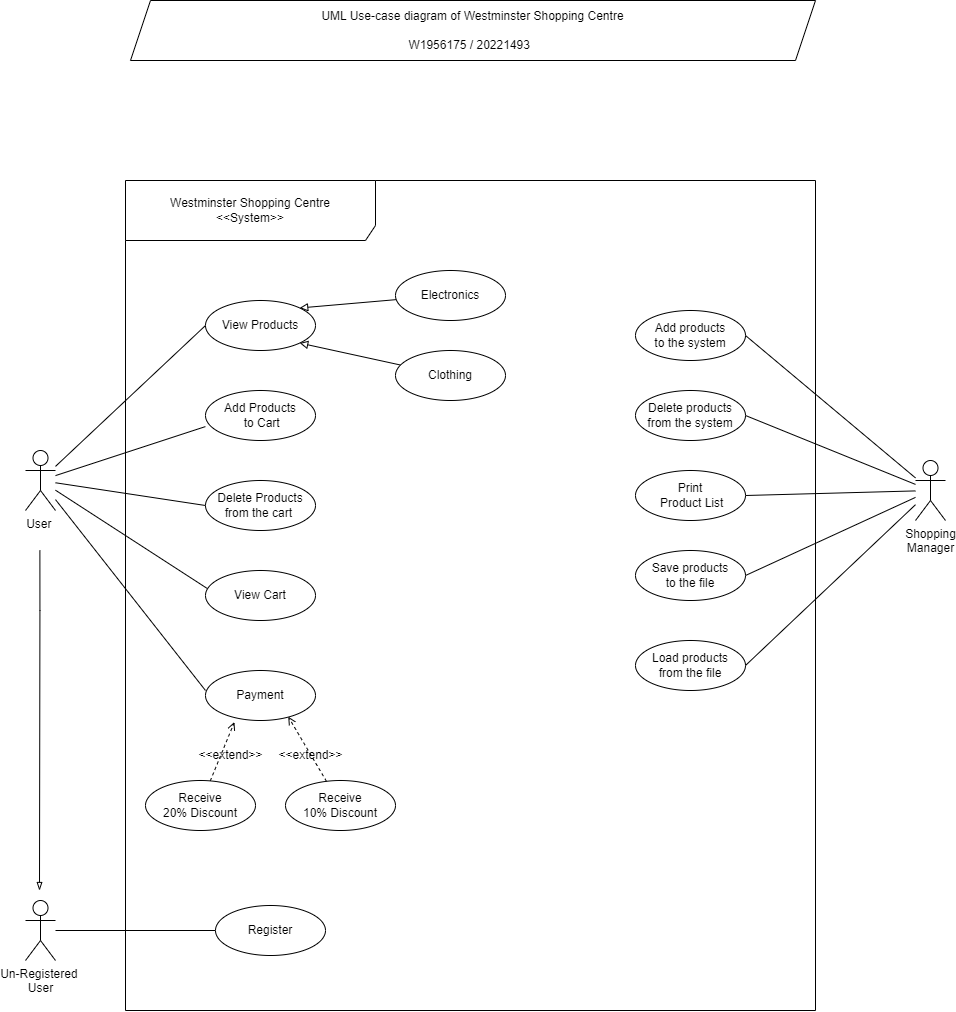 UML Use-case diagram of Westminster Shopping Centre
W1956175 / 20221493
Westminster Shopping Centre
<<System>>
Electronics
View Products
Clothing
Add Products
to Cart
Delete Products
from the cart
View Cart
Payment
<<extend>>
<<extend>>
Receive
20% Discount
Receive
10% Discount
Register
User
Un-Registered
User
Add products
to the system
Delete products
from the system
Print
Product List
Save products
to the file
Load products
from the file
Shopping
Manager